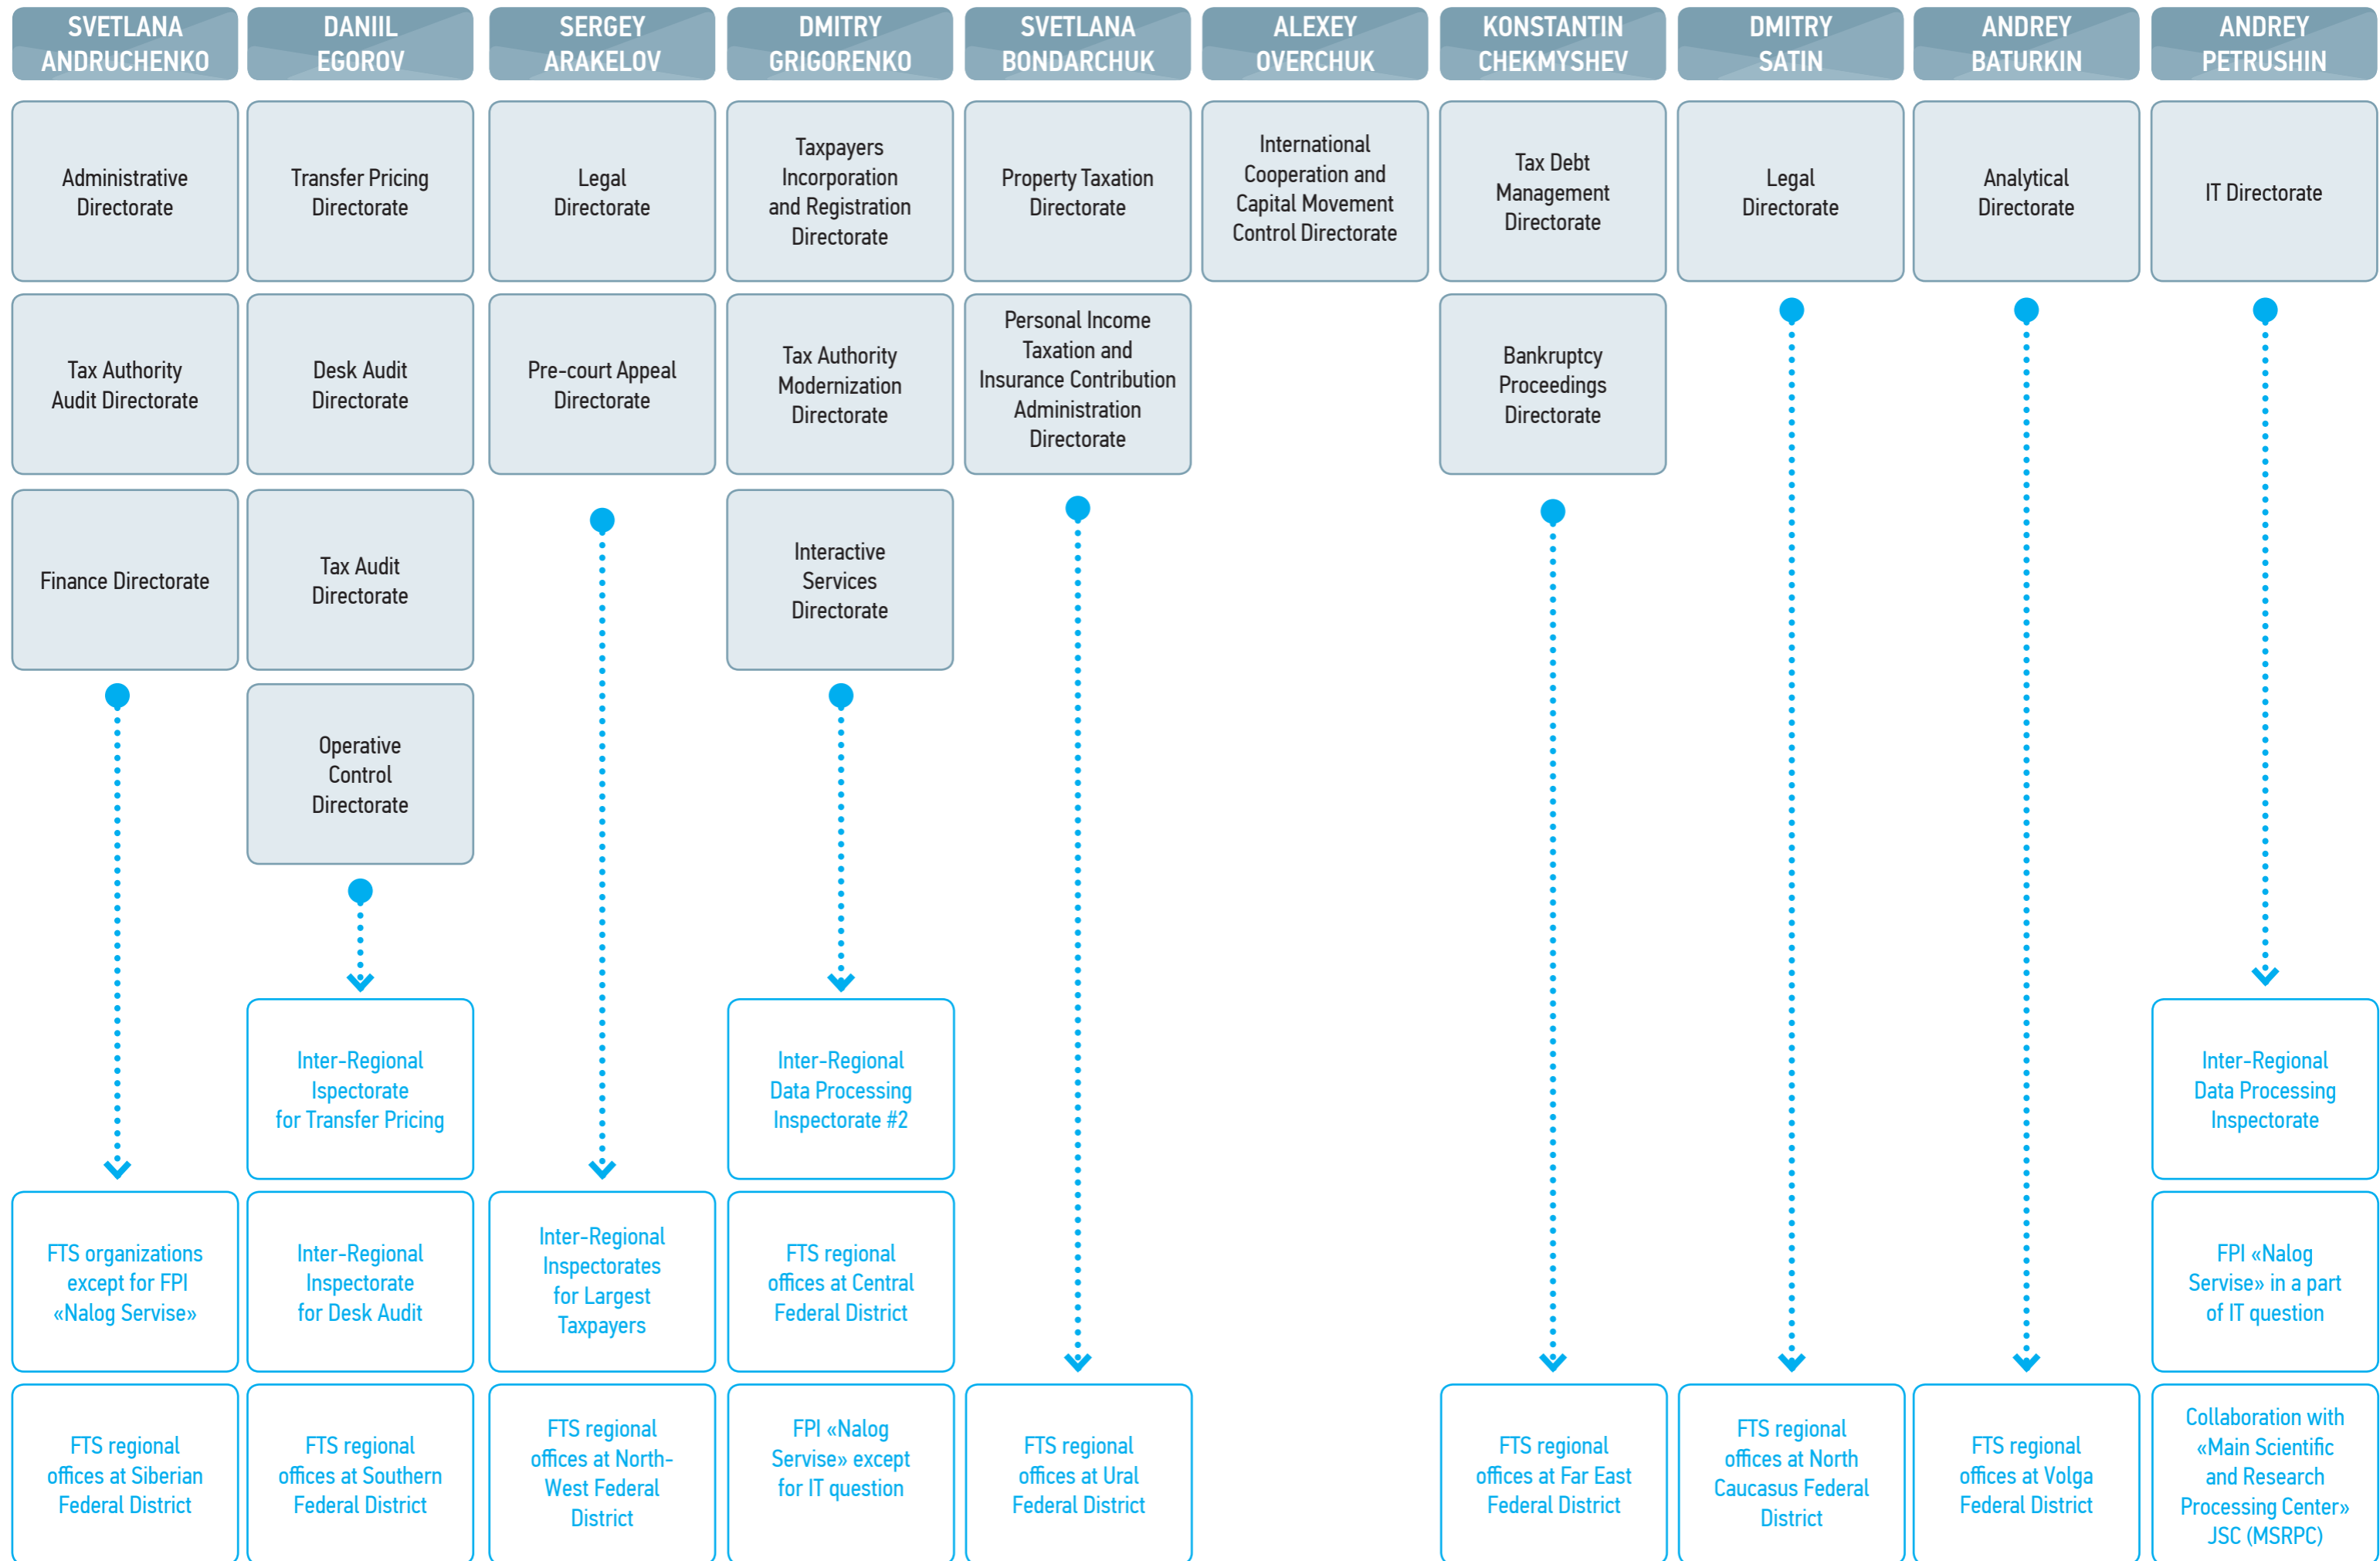 SVETLANA
ANDRUCHENKO
DANIIL
EGOROV
SERGEY
ARAKELOV
DMITRY
GRIGORENKO
SVETLANA
BONDARCHUK
ALEXEY
OVERCHUK
KONSTANTIN
CHEKMYSHEV
DMITRY
SATIN
ANDREY
BATURKIN
ANDREY
PETRUSHIN
Administrative
Directorate
Transfer Pricing
Directorate
Legal
Directorate
Taxpayers
Incorporation
and Registration
Directorate
Property Taxation
Directorate
International
Cooperation and
Capital Movement
Control Directorate
Tax Debt
Management
Directorate
Legal
Directorate
Analytical
Directorate
IT Directorate
Tax Authority
Audit Directorate
Desk Audit
Directorate
Pre-court Appeal
Directorate
Tax Authority
Modernization
Directorate
Personal Income
Taxation and
Insurance Contribution
Administration
Directorate
Bankruptcy
Proceedings
Directorate
Finance Directorate
Tax Audit
Directorate
Interactive
Services
Directorate
Operative
Control
Directorate
Inter-Regional
Ispectorate
for Transfer Pricing
Inter-Regional
Data Processing
Inspectorate #2
Inter-Regional
Data Processing
Inspectorate
FTS organizations
except for FPI
«Nalog Servise»
Inter-Regional
Inspectorate
for Desk Audit
Inter-Regional
Inspectorates
for Largest
Taxpayers
FTS regional
offices at Central
Federal District
FPI «Nalog
Servise» in a part
of IT question
FTS regional
offices at Siberian
Federal District
FTS regional
offices at Southern
Federal District
FTS regional
offices at North-
West Federal
District
FPI «Nalog
Servise» except
for IT question
FTS regional
offices at Ural
Federal District
FTS regional
offices at Far East
Federal District
FTS regional
offices at North
Caucasus Federal
District
FTS regional
offices at Volga
Federal District
Collaboration with
«Main Scientific
and Research
Processing Center»
JSC (MSRPC)